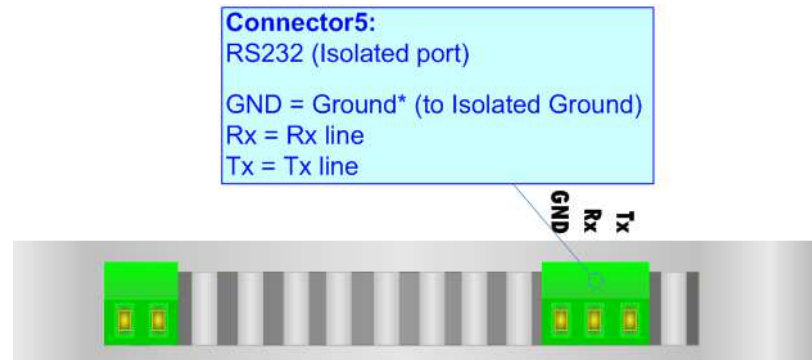 Connector5:
RS232 (Isolated port)
GND = Ground* (to Isolated Ground)
Rx = Rx line
Tx = Tx line
GND
Rx
Tx